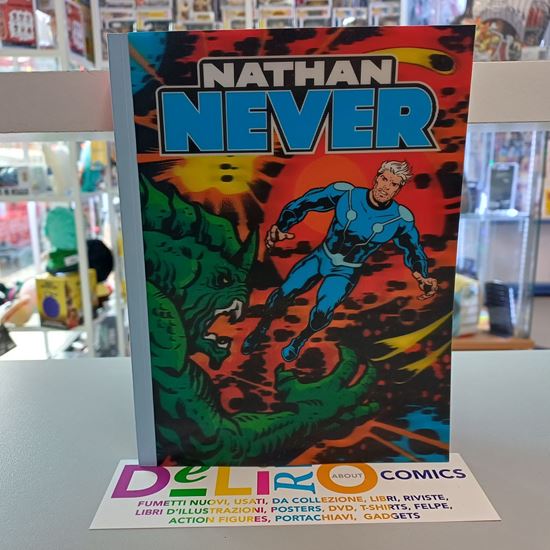 NATHAN
NEVER
DeLiRO ABOUT COMICS
FUMETTI NUOVI, USATI, DA COLLEZIONE, LIBRI, RIVISTE,
LIBRI D'ILLUSTRAZIONI, POSTERS, DVD, T-SHIRTS, FELPE,
ACTION FIGURES, PORTACHIAVI, GADGETS